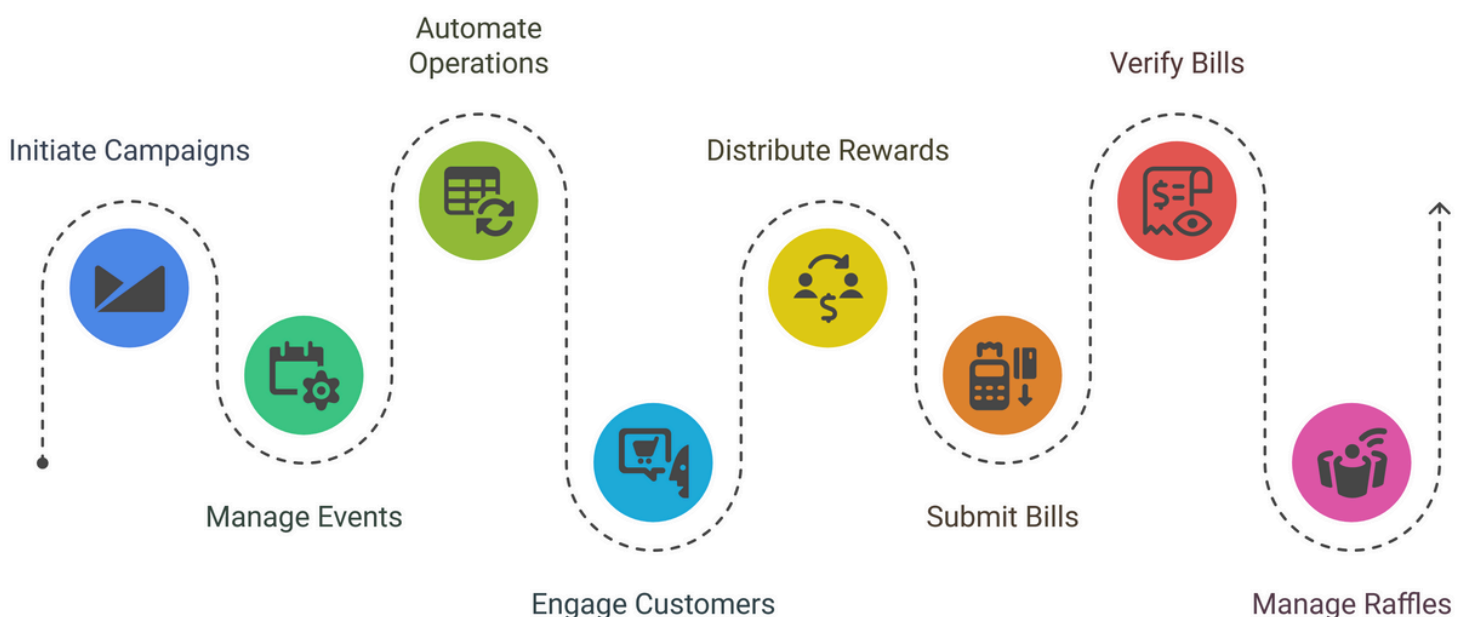 Initiate Campaigns
Manage Events
Automate
Operations
Engage Customers
Distribute Rewards
Submit Bills
Verify Bills
Manage Raffles